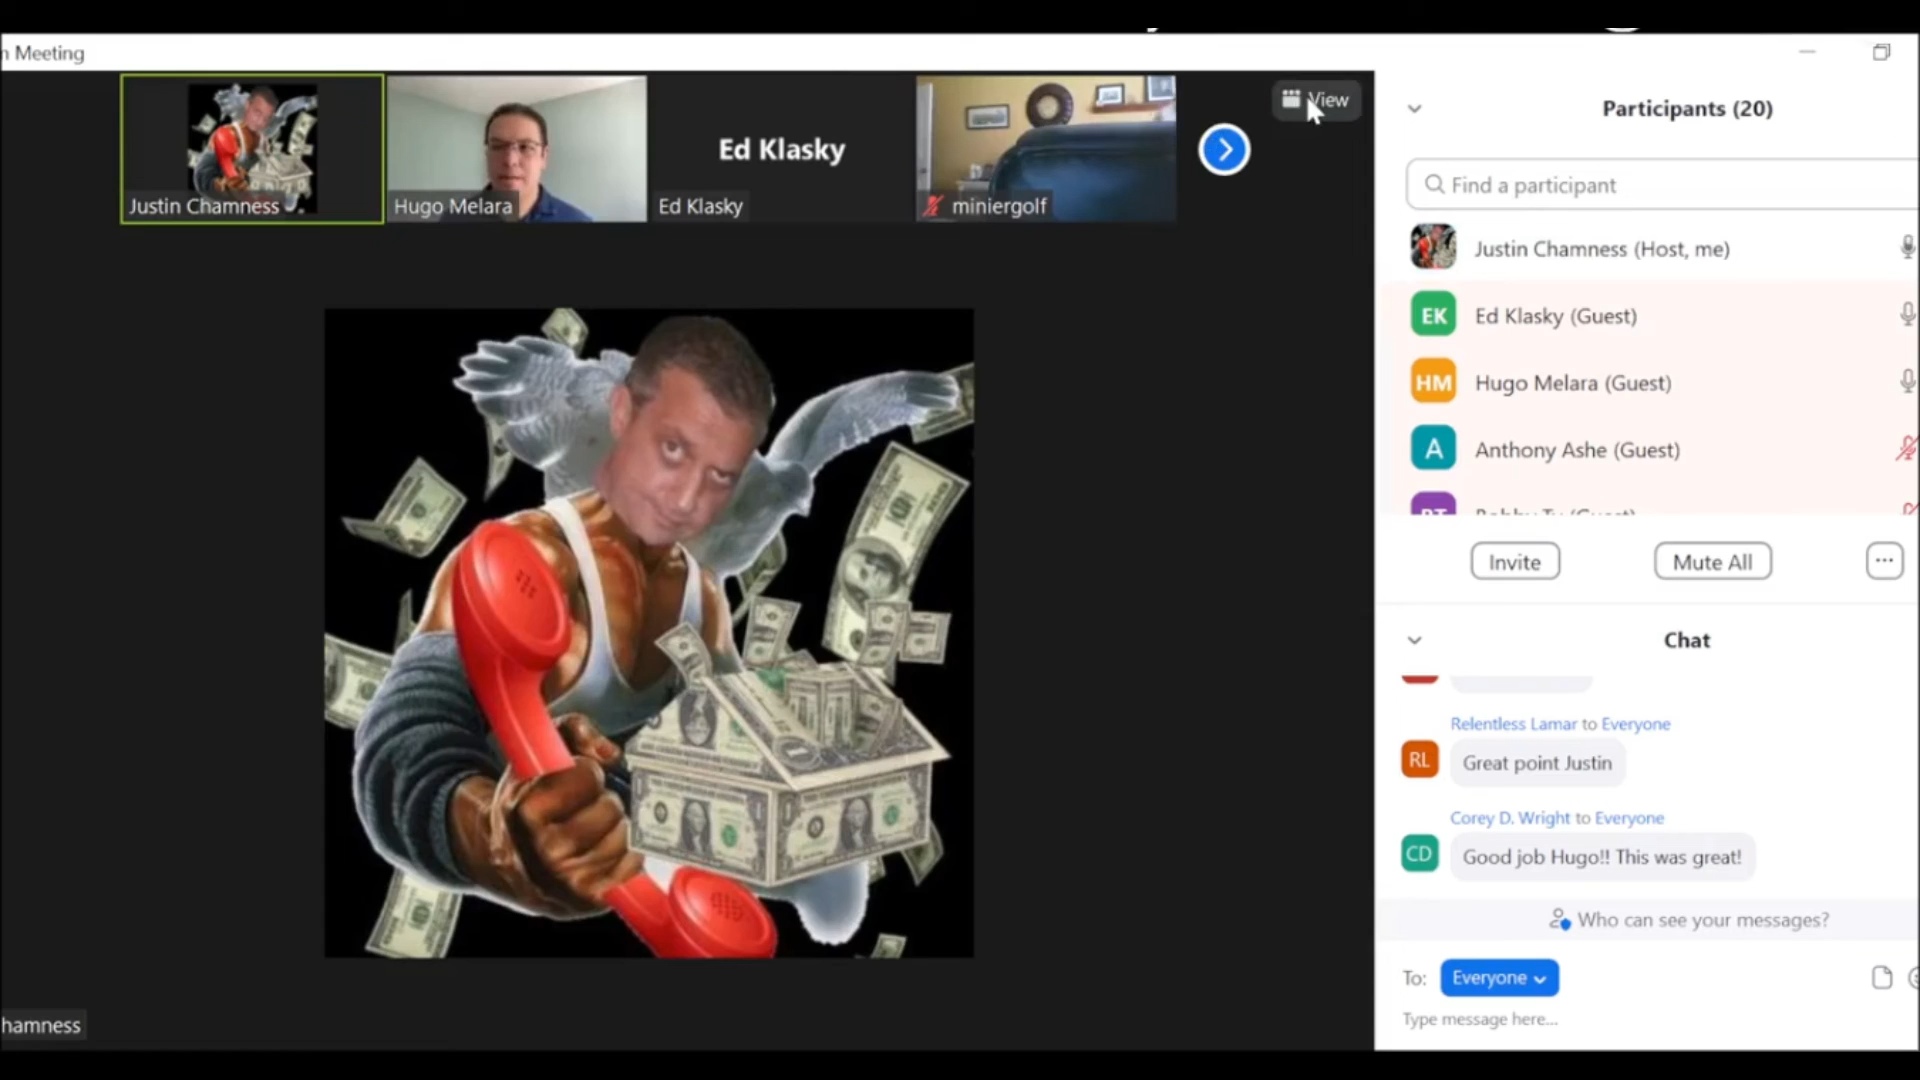 n Meeting
View
Participants (20)
Ed Klasky
Justin Chamness
Hugo Melara
Ed Klasky
miniergolf
Find a participant
Justin Chamness (Host, me)
EK
Ed Klasky (Guest)
HM
Hugo Melara (Guest)
A
Anthony Ashe (Guest)
Invite
Mute All
Chat
Relentless Lamar to Everyone
RL
Great point Justin
Corey D. Wright to Everyone
CD
Good job Hugo!! This was great!
Who can see your messages?
To:
Everyone
Type message here...
hamness